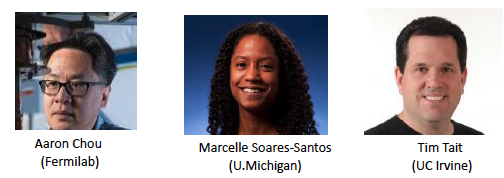 Aaron Chou
(Fermilab)
Marcelle Soares-Santos
(U.Michigan)
Tim Tait
(UC Irvine)